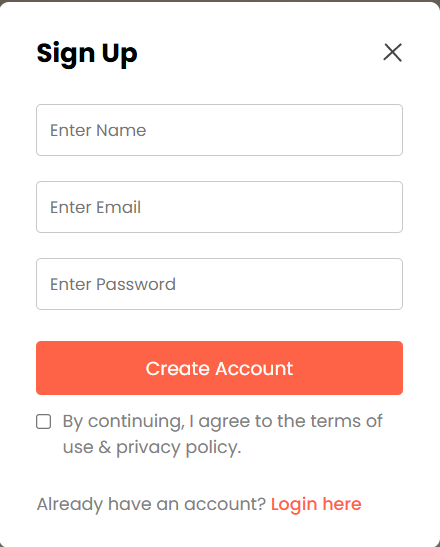 Sign Up
Enter Name
Enter Email
Enter Password
Create Account
By continuing, I agree to the terms of
use & privacy policy.
Already have an account? Login here